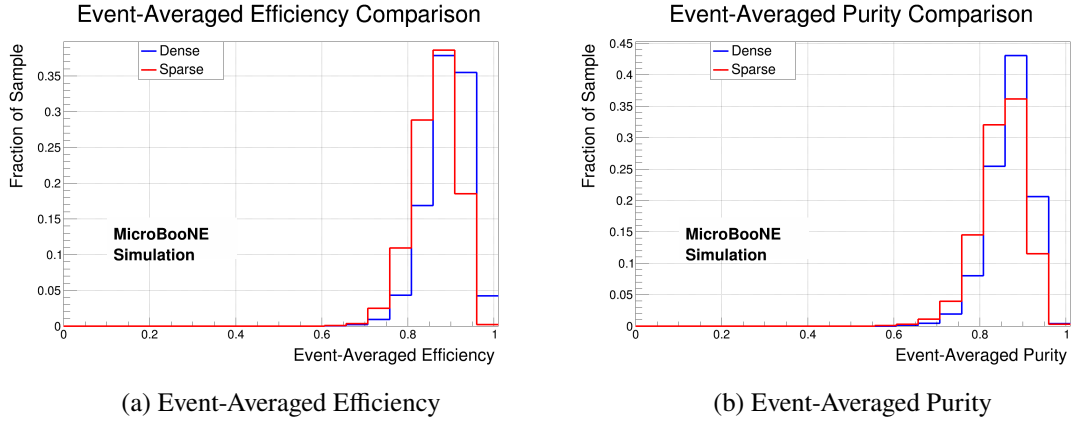 Event-Averaged Efficiency Comparison
Fraction of Sample
Dense
Sparse
0.35
0.3
0.25
0.2
0.15
0.1
0.05
0
MicroBooNE
Simulation
0 0.2 0.4 0.6 0.8 1
Event-Averaged Efficiency
(a) Event-Averaged Efficiency
Event-Averaged Purity Comparison
Fraction of Sample
Dense
Sparse
0.45
0.4
0.35
0.3
0.25
0.2
0.15
0.1
0.05
0
MicroBooNE
Simulation
0 0.2 0.4 0.6 0.8 1
Event-Averaged Purity
(b) Event-Averaged Purity